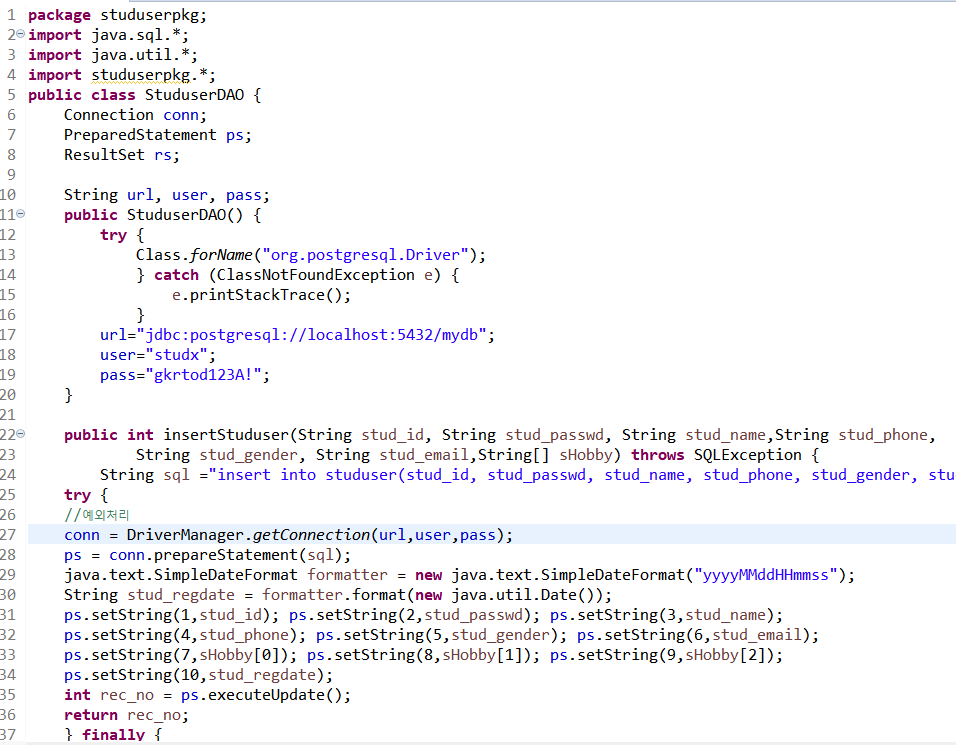 1 package studuserpkg;
2 import java.sql.*;
3 import java.util.*;
4 import studuserpkg.*;
5 public class StuduserDAO {
6 Connection conn;
7 PreparedStatement ps;
8 ResultSet rs;
9
10 String url, user, pass;
11 public StuduserDAO() {
12 try {
13 Class.forName("org.postgresql.Driver");
14 } catch (ClassNotFoundException e) {
15 e.printStackTrace();
16 }
17 url="jdbc:postgresql://localhost:5432/mydb";
18 user="studx";
19 pass="gkrtod123A!";
20 }
21
22 public int insertStuduser(String stud_id, String stud_passwd, String stud_name,String stud_phone,
23 String stud_gender, String stud_email,String[] sHobby) throws SQLException {
24 String sql ="insert into studuser(stud_id, stud_passwd, stud_name, stud_phone, stud_gender, stu
25 try {
26 //예외처리
27 conn = DriverManager.getConnection(url,user,pass);
28 ps = conn.prepareStatement(sql);
29 java.text.SimpleDateFormat formatter = new java.text.SimpleDateFormat("yyyyMMddHHmmss");
30 String stud_regdate = formatter.format(new java.util.Date());
31 ps.setString(1,stud_id); ps.setString(2,stud_passwd); ps.setString(3,stud_name);
32 ps.setString(4,stud_phone); ps.setString(5,stud_gender); ps.setString(6,stud_email);
33 ps.setString(7,sHobby[0]); ps.setString(8,sHobby[1]); ps.setString(9,sHobby[2]);
34 ps.setString(10,stud_regdate);
35 int rec_no = ps.executeUpdate();
36 return rec_no;
37 } finally {